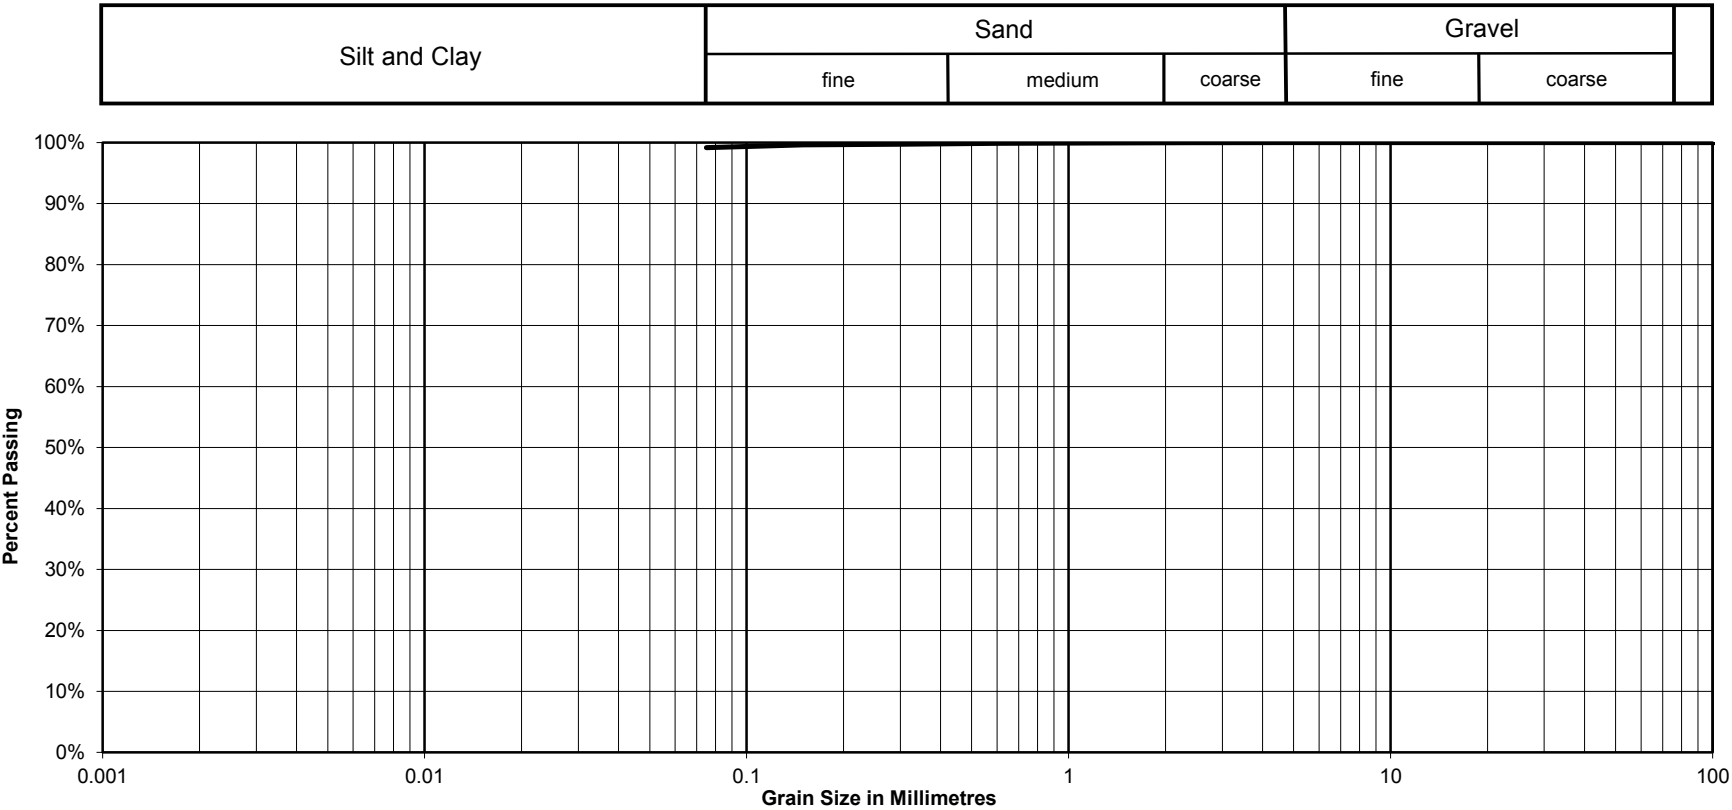 Sand
Gravel
Silt and Clay
fine
medium
coarse
fine
coarse
100%
90%
80%
70%
60%
50%
40%
30%
20%
10%
0%
Percent Passing
0.001
0.01
0.1
1
10
100
Grain Size in Millimetres